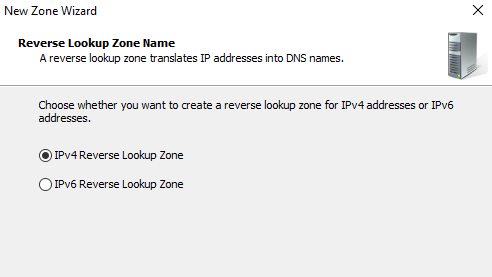 New Zone Wizard
Reverse Lookup Zone Name
A reverse lookup zone translates IP addresses into DNS names.
Choose whether you want to create a reverse lookup zone for IPv4 addresses or IPv6
addresses.
IPv4 Reverse Lookup Zone
IPv6 Reverse Lookup Zone